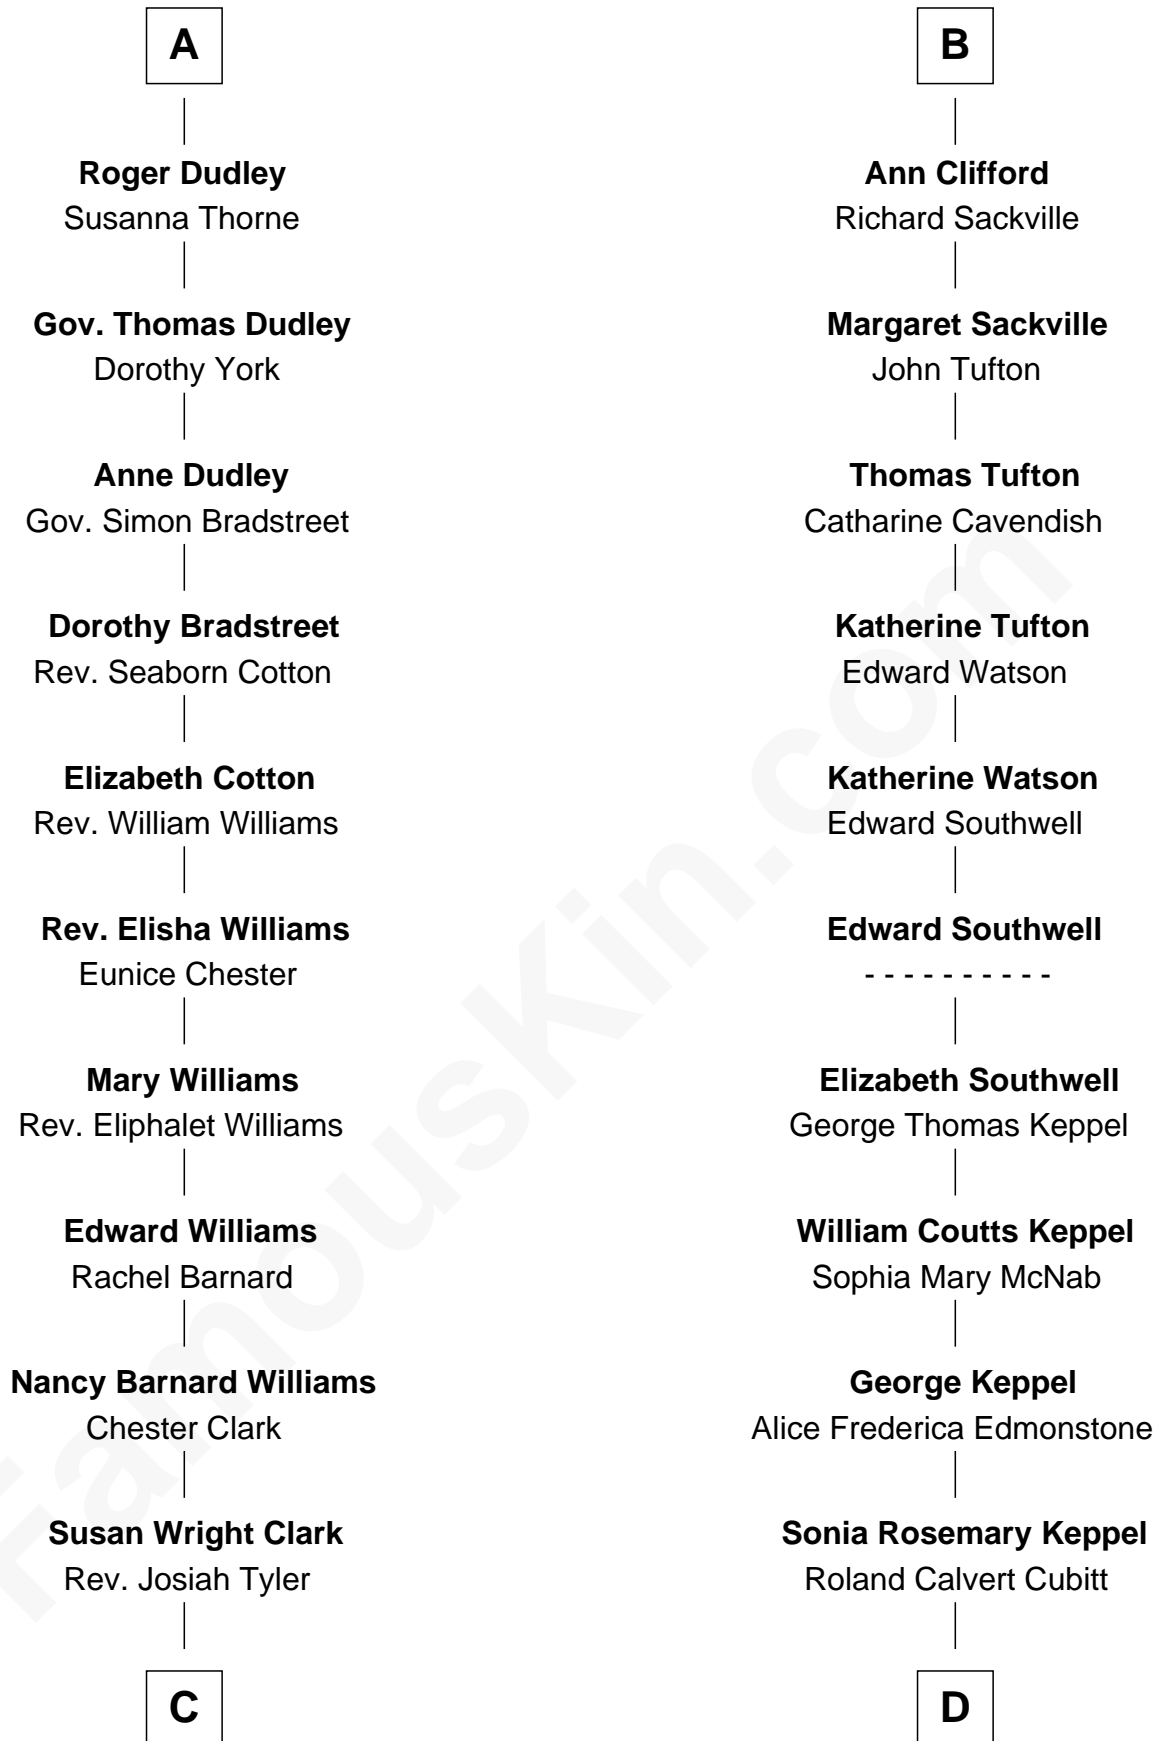 A
Roger Dudley
Susanna Thorne
Gov. Thomas Dudley
Dorothy York
Anne Dudley
Gov. Simon Bradstreet
Dorothy Bradstreet
Rev. Seaborn Cotton
Elizabeth Cotton
Rev. William Williams
Rev. Elisha Williams
Eunice Chester
Mary Williams
Rev. Eliphalet Williams
Edward Williams
Rachel Barnard
Nancy Barnard Williams
Chester Clark
Susan Wright Clark
Rev. Josiah Tyler
C
B
Ann Clifford
Richard Sackville
Margaret Sackville
John Tufton
Thomas Tufton
Catharine Cavendish
Katherine Tufton
Edward Watson
Katherine Watson
Edward Southwell
Edward Southwell
- - - - - - - - - -
Elizabeth Southwell
George Thomas Keppel
William Coutts Keppel
Sophia Mary McNab
George Keppel
Alice Frederica Edmonstone
Sonia Rosemary Keppel
Roland Calvert Cubitt
D
FamousKin.com